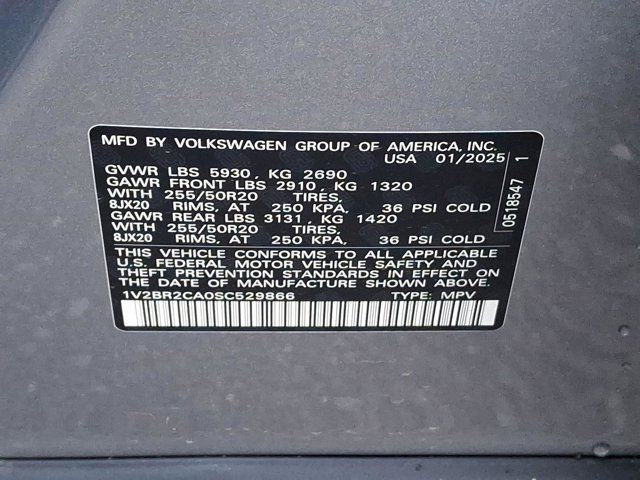 MFD BY VOLKSWAGEN GROUP OF AMERICA, INC.
USA 01/2025
GVWR LBS 5930, KG 2690
GAWR FRONT LBS 2910, KG 1320
WITH 255/50R20 TIRES,
8JX20 RIMS, AT 250 KPA, 36 PSI COLD
GAWR REAR LBS 3131, KG 1420
WITH 255/50R20 TIRES,
8JX20 RIMS, AT 250 KPA, 36 PSI COLD
THIS VEHICLE CONFORMS TO ALL APPLICABLE
U.S. FEDERAL MOTOR VEHICLE SAFETY AND
THEFT PREVENTION STANDARDS IN EFFECT ON
THE DATE OF MANUFACTURE SHOWN ABOVE.
1V2BR2CA0SC529866 TYPE: MPV
0518547 1